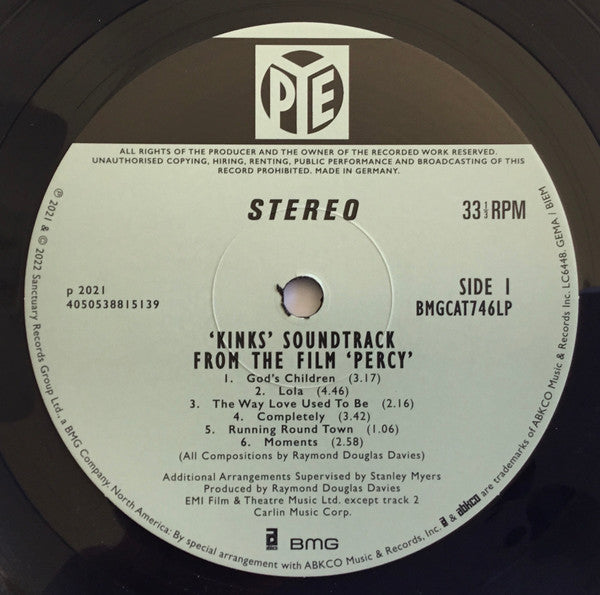 PYE
ALL RIGHTS OF THE PRODUCER AND THE OWNER OF THE RECORDED WORK RESERVED.
UNAUTHORISED COPYING, HIRING, RENTING, PUBLIC PERFORMANCE AND BROADCASTING OF THIS
RECORD PROHIBITED. MADE IN GERMANY.
STEREO
33⅓ RPM
p 2021
4050538815139
SIDE 1
BMGCAT746LP
'KINKS' SOUNDTRACK
FROM THE FILM 'PERCY'
1. God's Children (3.17)
2. Lola (4.46)
3. The Way Love Used To Be (2.16)
4. Completely (3.42)
5. Running Round Town (1.06)
6. Moments (2.58)
(All Compositions by Raymond Douglas Davies)
Additional Arrangements Supervised by Stanley Myers
Produced by Raymond Douglas Davies
EMI Film & Theatre Music Ltd. except track 2
Carlin Music Corp.
abkco BMG
℗ 2021 & © 2022 Sanctuary Records Group Ltd., a BMG Company. North America: By special arrangement with ABKCO Music & Records, Inc. a & abkco are trademarks of ABKCO Music & Records Inc. LC6448. GEMA / BIEM